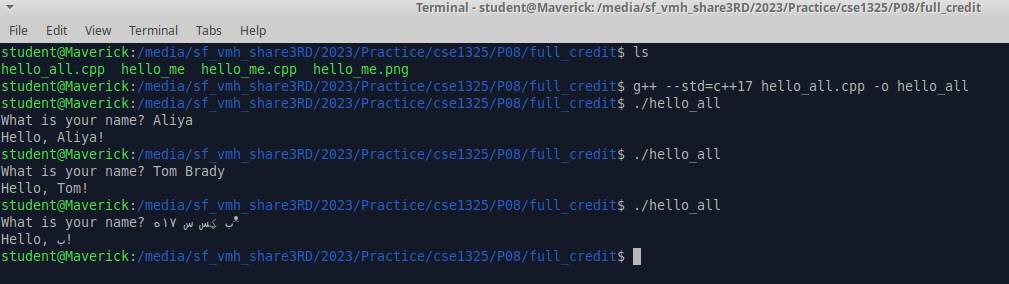 Terminal - student@Maverick: /media/sf_vmh_share3RD/2023/Practice/cse1325/P08/full_credit
File Edit View Terminal Tabs Help
student@Maverick:/media/sf_vmh_share3RD/2023/Practice/cse1325/P08/full_credit$ ls
hello_all.cpp hello_me hello_me.cpp hello_me.png
student@Maverick:/media/sf_vmh_share3RD/2023/Practice/cse1325/P08/full_credit$ g++ --std=c++17 hello_all.cpp -o hello_all
student@Maverick:/media/sf_vmh_share3RD/2023/Practice/cse1325/P08/full_credit$ ./hello_all
What is your name? Aliya
Hello, Aliya!
student@Maverick:/media/sf_vmh_share3RD/2023/Practice/cse1325/P08/full_credit$ ./hello_all
What is your name? Tom Brady
Hello, Tom!
student@Maverick:/media/sf_vmh_share3RD/2023/Practice/cse1325/P08/full_credit$ ./hello_all
What is your name?
Hello, ب!
student@Maverick:/media/sf_vmh_share3RD/2023/Practice/cse1325/P08/full_credit$